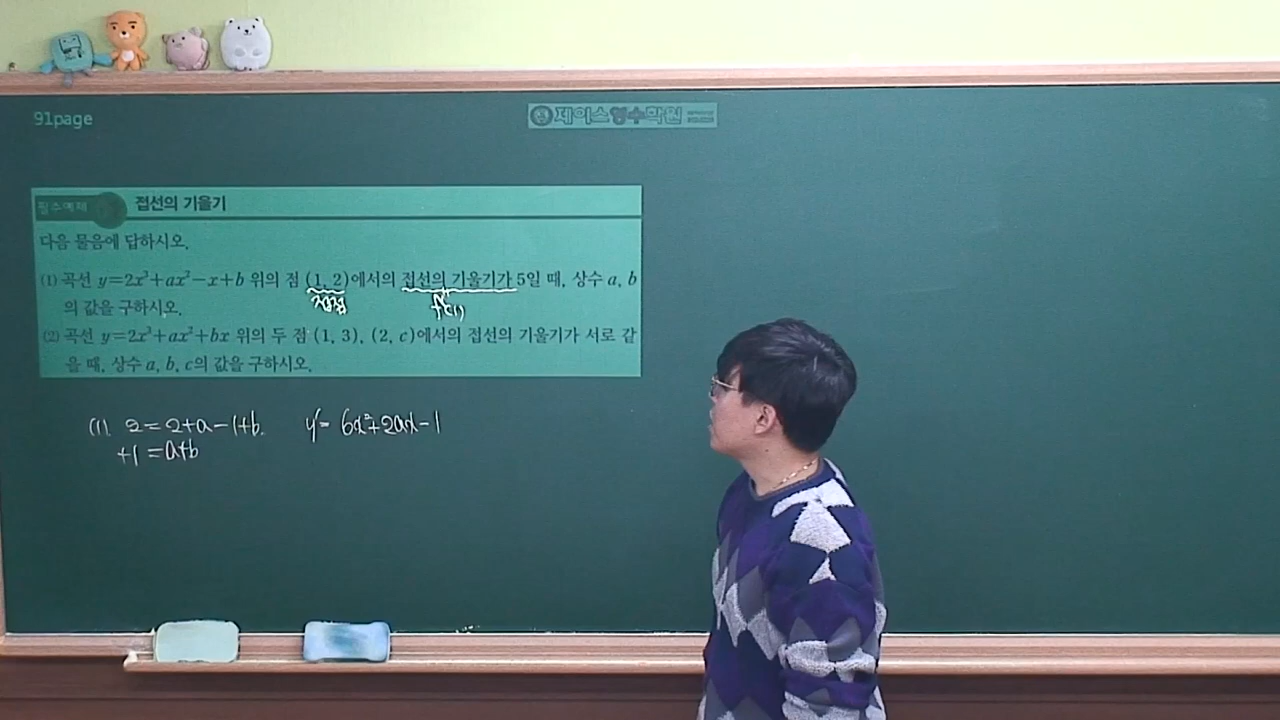 91page
제이스영수학원
필수예제 접선의 기울기
다음 물음에 답하시오.
(1) 곡선 y=2x³+ax²-x+b 위의 점 (1, 2)에서의 접선의 기울기가 5일 때, 상수 a, b
의 값을 구하시오.
접점 f'(1)
(2) 곡선 y=2x³+ax²+bx 위의 두 점 (1, 3), (2, c)에서의 접선의 기울기가 서로 같
을 때, 상수 a, b, c의 값을 구하시오.
(1). 2=2+a-1+b. y'=6x²+2ax-1
+1=a+b